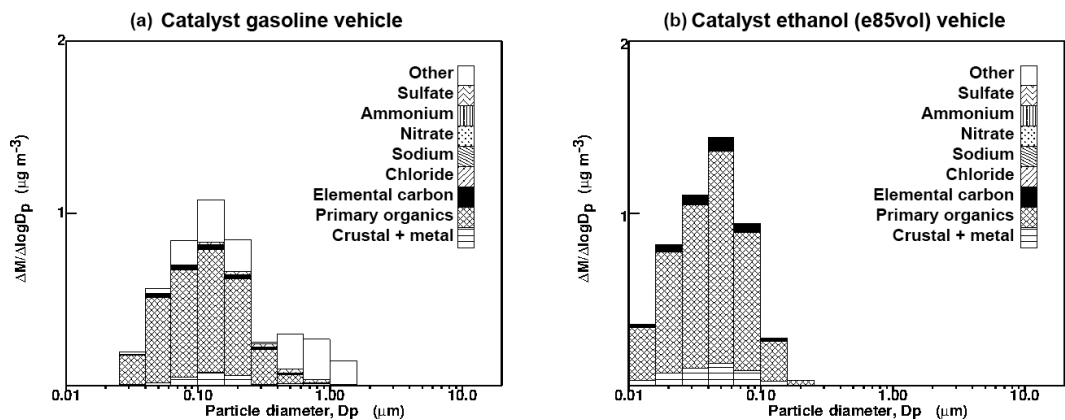 (a) Catalyst gasoline vehicle
2
Other
Sulfate
Ammonium
Nitrate
Sodium
Chloride
Elemental carbon
Primary organics
Crustal + metal
1
ΔM/ΔlogDp (μg m⁻³)
0
0.01 0.10 1.00 10.0
Particle diameter, Dp (μm)
(b) Catalyst ethanol (e85vol) vehicle
2
Other
Sulfate
Ammonium
Nitrate
Sodium
Chloride
Elemental carbon
Primary organics
Crustal + metal
1
ΔM/ΔlogDp (μg m⁻³)
0
0.01 0.10 1.00 10.0
Particle diameter, Dp (μm)